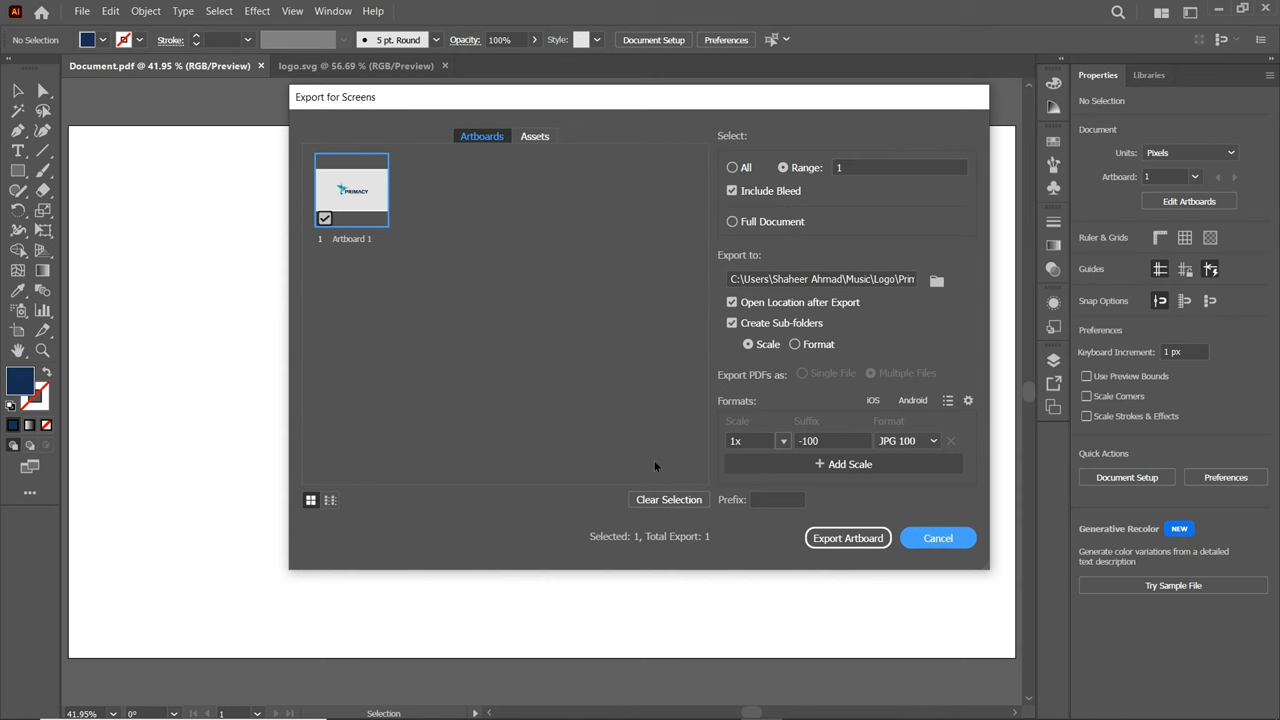 Ai File Edit Object Type Select Effect View Window Help
No Selection Stroke: 5 pt. Round Opacity: 100% Style: Document Setup Preferences
Document.pdf @ 41.95 % (RGB/Preview) logo.svg @ 56.69 % (RGB/Preview)
Export for Screens
Artboards Assets
PRIMACY
1 Artboard 1
Clear Selection
Selected: 1, Total Export: 1
Select:
All Range: 1
Include Bleed
Full Document
Export to:
C:\Users\Shaheer Ahmad\Music\Logo\Prim
Open Location after Export
Create Sub-folders
Scale Format
Export PDFs as: Single File Multiple Files
Formats: iOS Android
Scale Suffix Format
1x -100 JPG 100
+ Add Scale
Prefix:
Export Artboard Cancel
Properties Libraries
No Selection
Document
Units: Pixels
Artboard: 1
Edit Artboards
Ruler & Grids
Guides
Snap Options
Preferences
Keyboard Increment: 1 px
Use Preview Bounds
Scale Corners
Scale Strokes & Effects
Quick Actions
Document Setup Preferences
Generative Recolor NEW
Generate color variations from a detailed
text description
Try Sample File
41.95% 0° 1 Selection